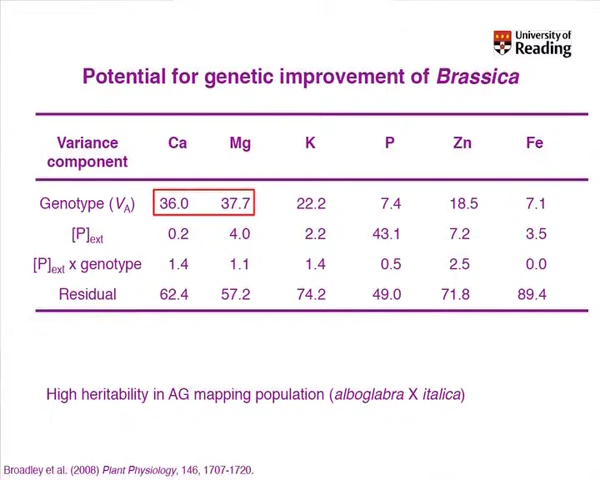 University of
Reading
Potential for genetic improvement of Brassica
Variance component Ca Mg K P Zn Fe
Genotype (VA) 36.0 37.7 22.2 7.4 18.5 7.1
[P]ext 0.2 4.0 2.2 43.1 7.2 3.5
[P]ext x genotype 1.4 1.1 1.4 0.5 2.5 0.0
Residual 62.4 57.2 74.2 49.0 71.8 89.4
High heritability in AG mapping population (alboglabra X italica)
Broadley et al. (2008) Plant Physiology, 146, 1707-1720.